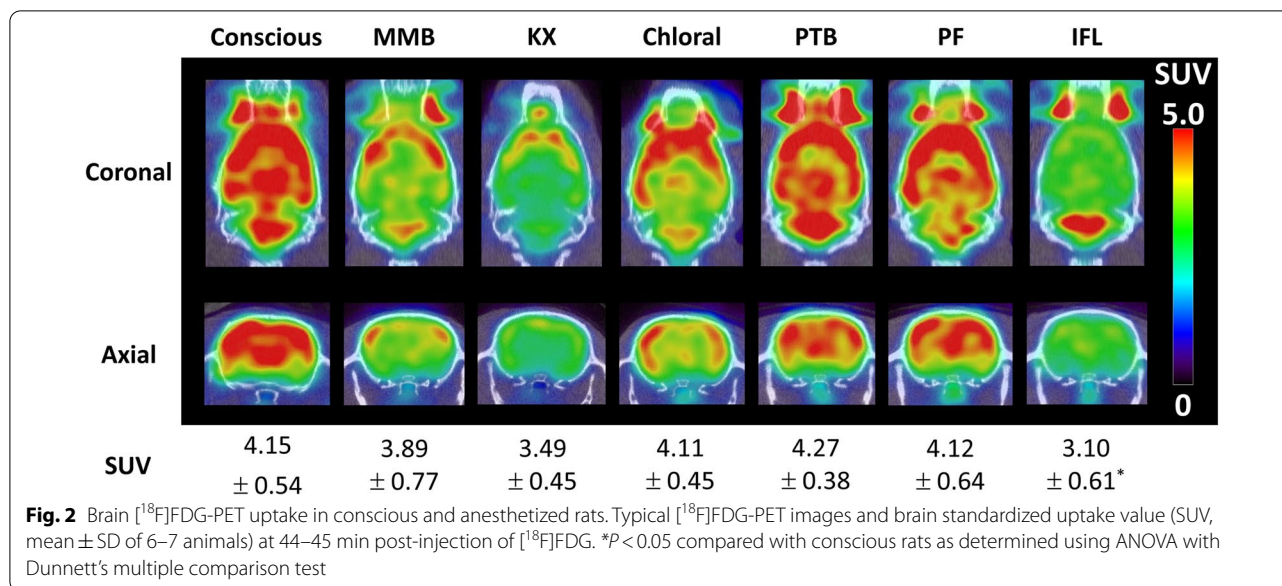 Conscious MMB KX Chloral PTB PF IFL
SUV
5.0
Coronal
Axial
0
SUV 4.15 3.89 3.49 4.11 4.27 4.12 3.10
± 0.54 ± 0.77 ± 0.45 ± 0.45 ± 0.38 ± 0.64 ± 0.61*
Fig. 2 Brain [¹⁸F]FDG-PET uptake in conscious and anesthetized rats. Typical [¹⁸F]FDG-PET images and brain standardized uptake value (SUV,
mean ± SD of 6–7 animals) at 44–45 min post-injection of [¹⁸F]FDG. *P < 0.05 compared with conscious rats as determined using ANOVA with
Dunnett's multiple comparison test